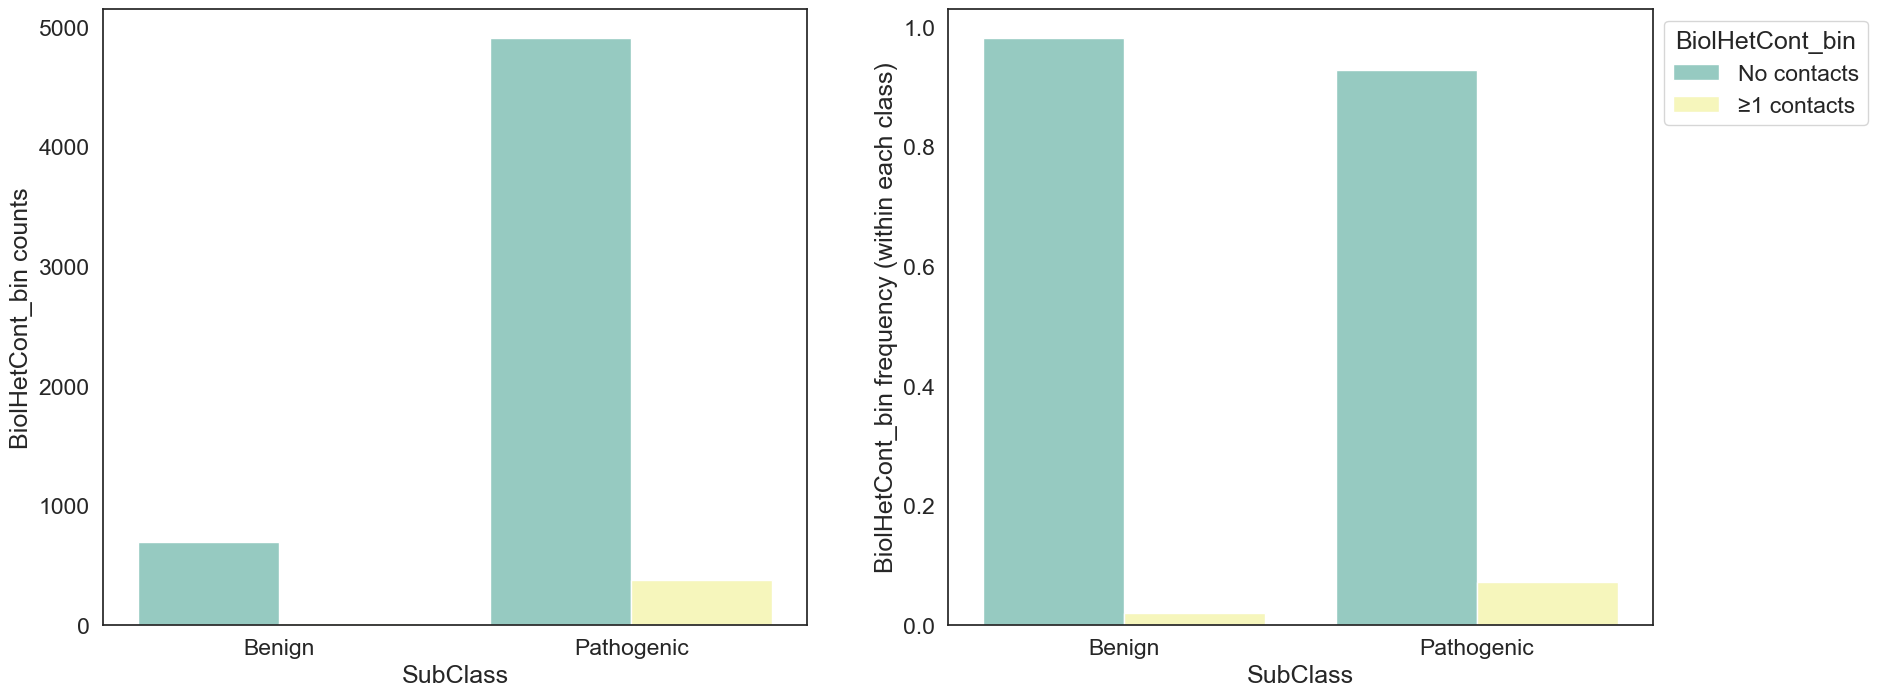 BiolHetCont_bin counts
5000
4000
3000
2000
1000
0
Benign
Pathogenic
SubClass
BiolHetCont_bin frequency (within each class)
1.0
0.8
0.6
0.4
0.2
0.0
Benign
Pathogenic
SubClass
BiolHetCont_bin
No contacts
≥1 contacts